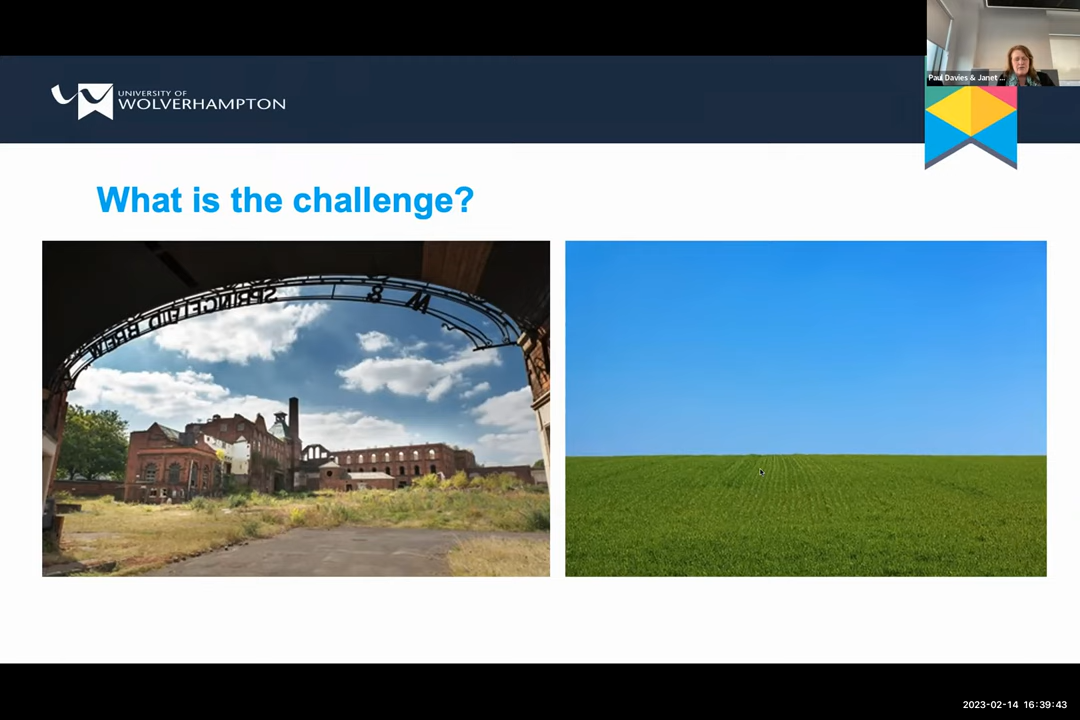 Paul Davies & Janet ...
UNIVERSITY OF
WOLVERHAMPTON
What is the challenge?
2023-02-14 16:39:43